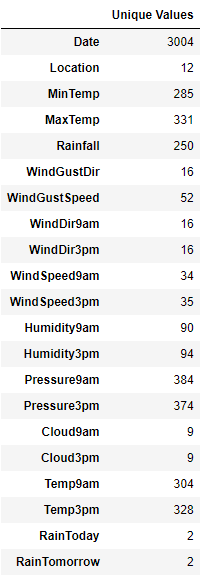 Unique Values
Date 3004
Location 12
MinTemp 285
MaxTemp 331
Rainfall 250
WindGustDir 16
WindGustSpeed 52
WindDir9am 16
WindDir3pm 16
WindSpeed9am 34
WindSpeed3pm 35
Humidity9am 90
Humidity3pm 94
Pressure9am 384
Pressure3pm 374
Cloud9am 9
Cloud3pm 9
Temp9am 304
Temp3pm 328
RainToday 2
RainTomorrow 2